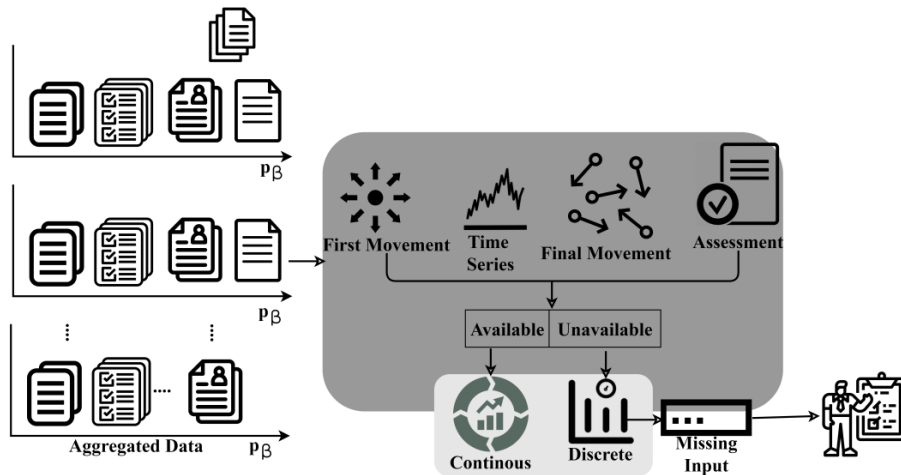 pβ
pβ
Aggregated Data
pβ
First Movement
Time
Series
Final Movement
Assessment
Available
Unavailable
Continous
Discrete
Missing
Input